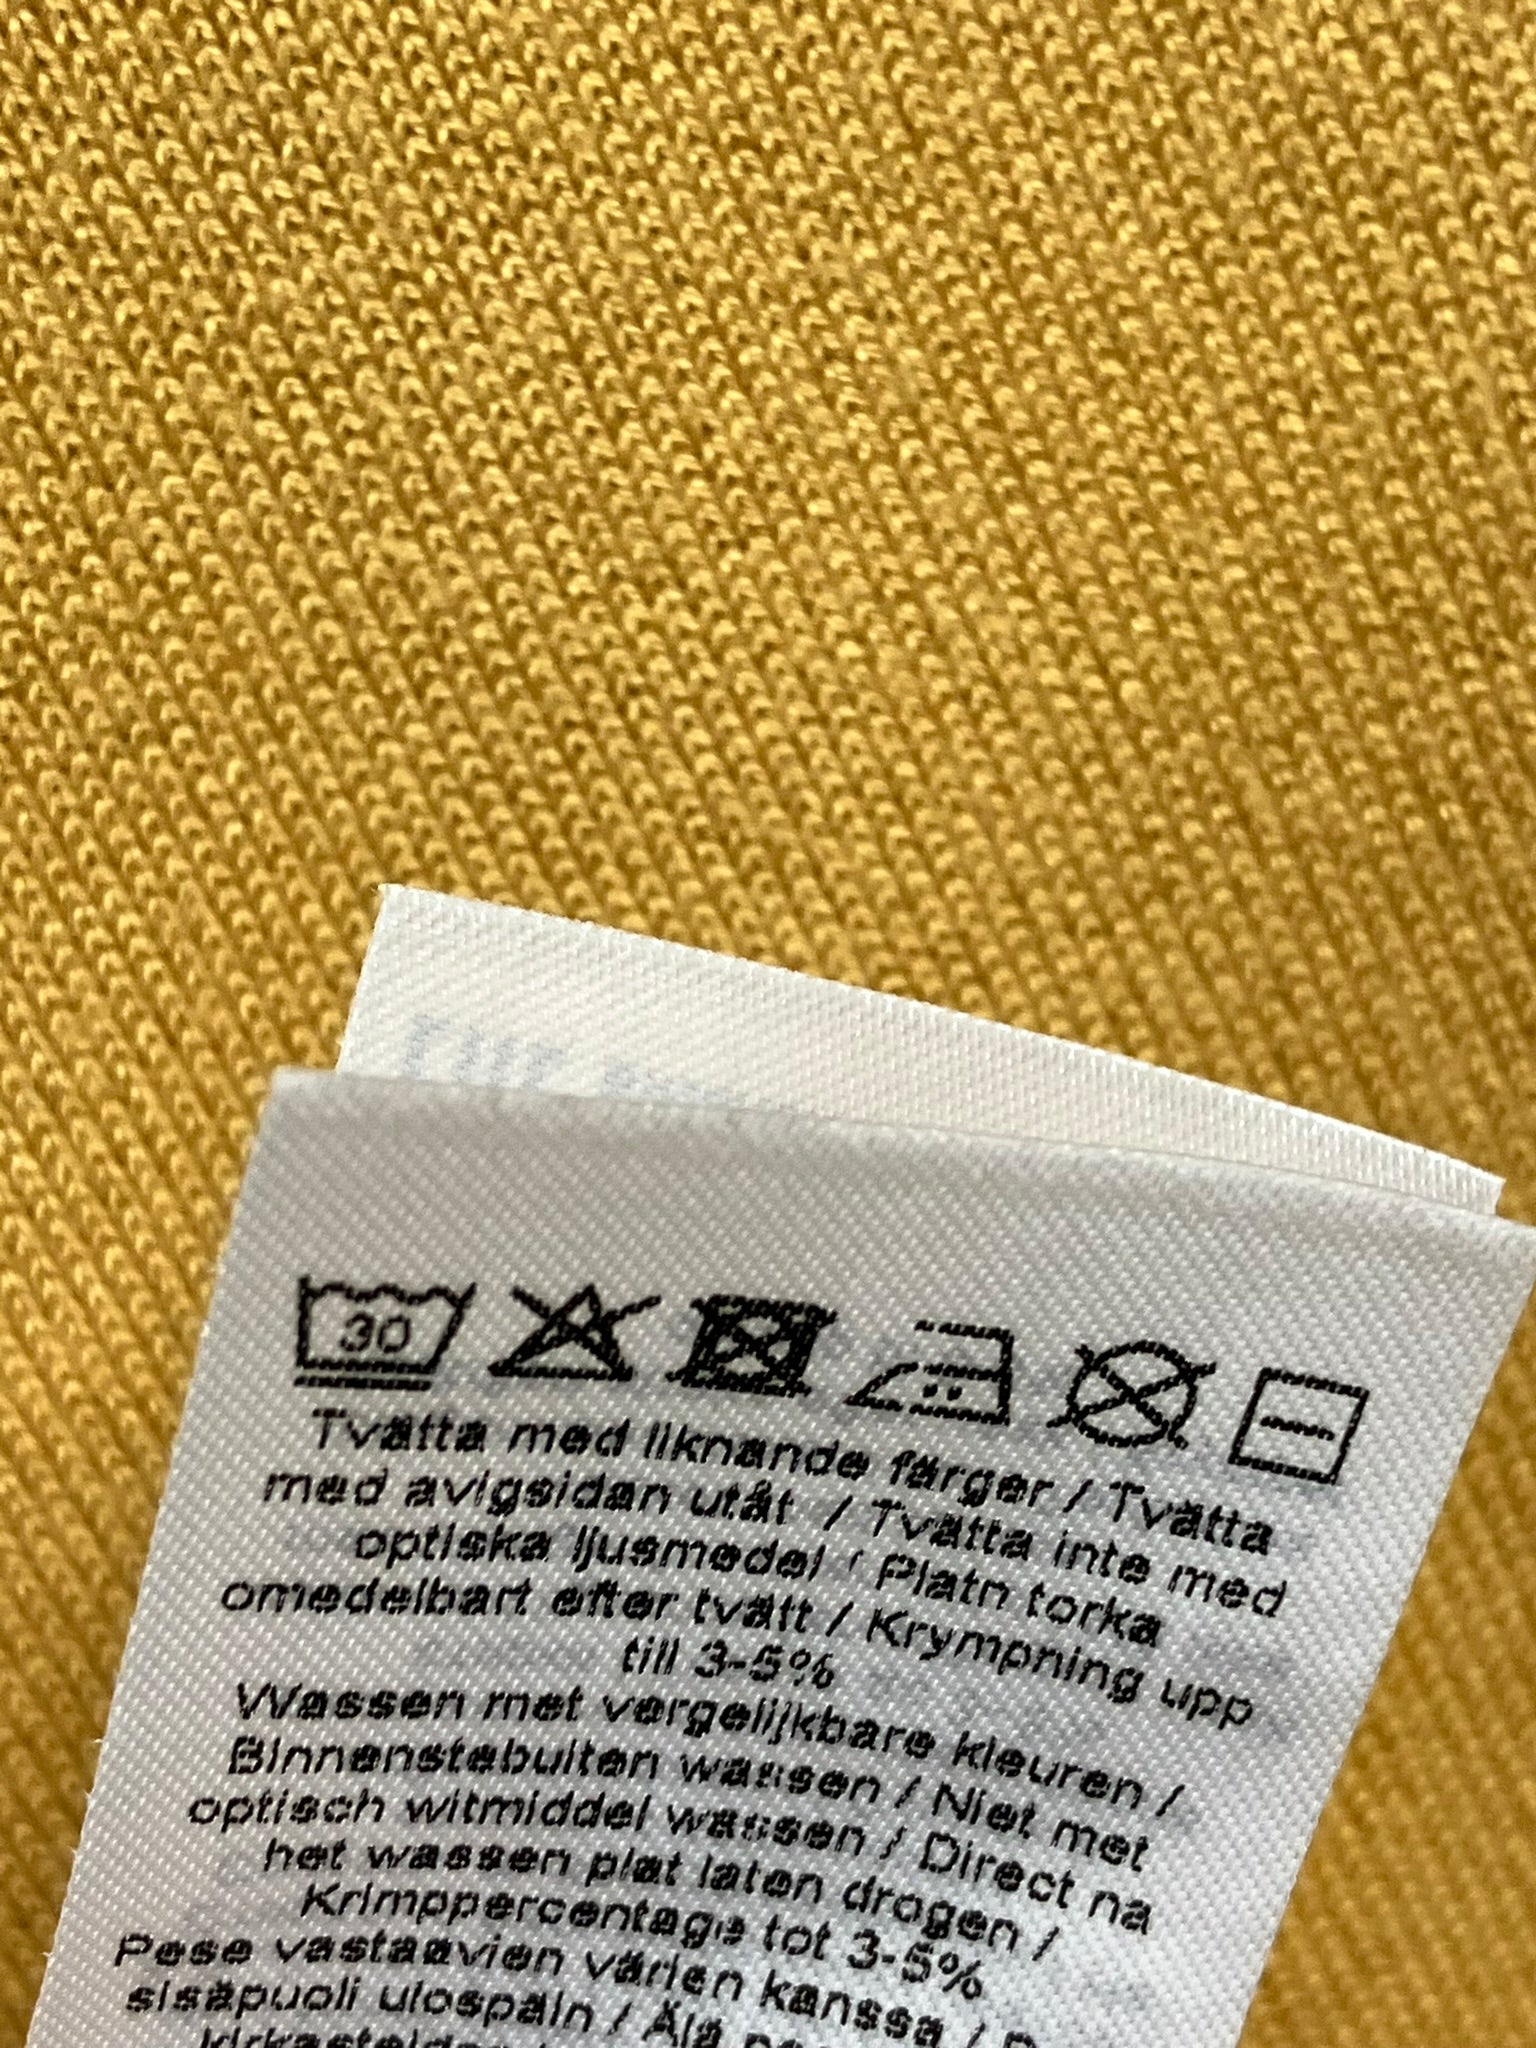 30
Tvätta med liknande färger / Tvätta
med avigsidan utåt / Tvätta inte med
optiska ljusmedel / Platn torka
omedelbart efter tvätt / Krympning upp
till 3-5%
Wassen met vergelijkbare kleuren /
Binnenstebuiten wassen / Niet met
optisch witmiddel wassen / Direct na
het wassen plat laten drogen /
Krimppercentage tot 3-5%
Pese vastaavien värien kanssa /
sisäpuoli ulospäin / Älä